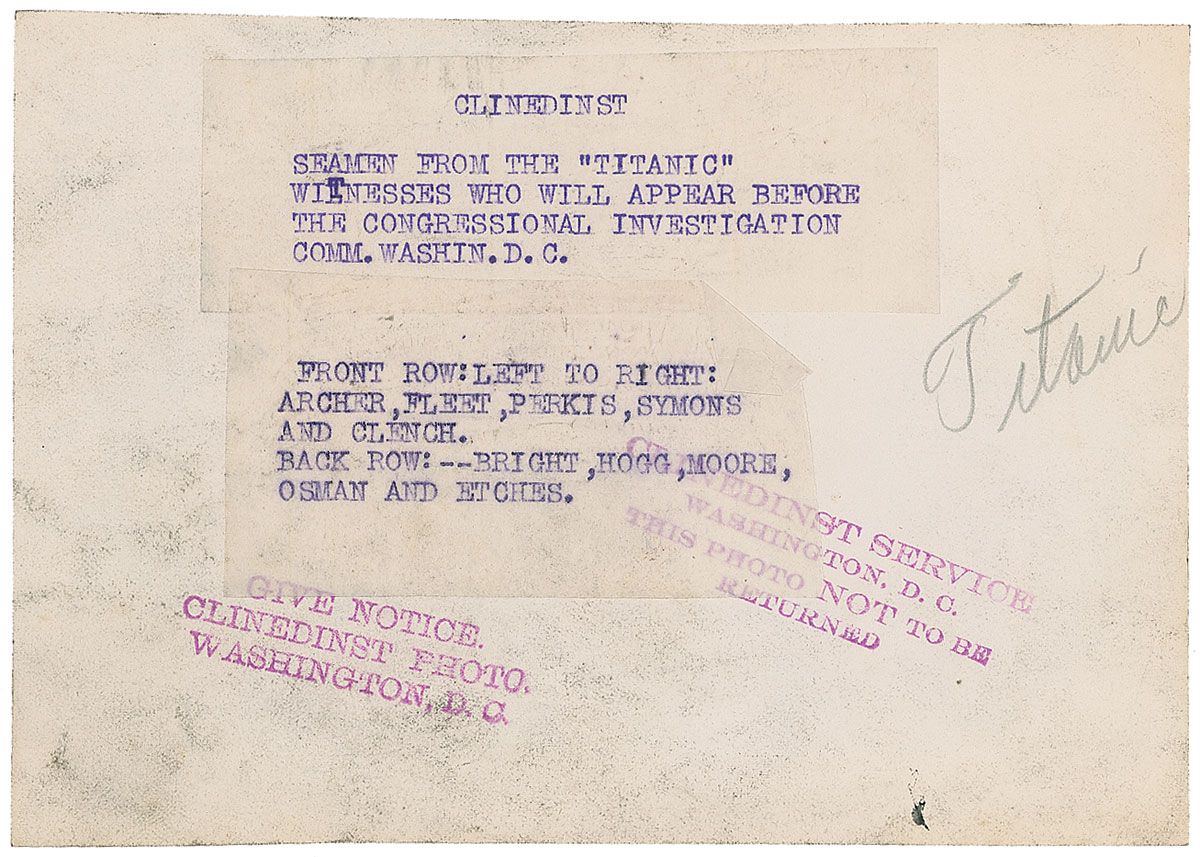 CLINEDINST
SEAMEN FROM THE "TITANIC"
WITNESSES WHO WILL APPEAR BEFORE
THE CONGRESSIONAL INVESTIGATION
COMM.WASHIN.D.C.
FRONT ROW:LEFT TO RIGHT:
ARCHER,FLEET,PERKIS,SYMONS
AND CLENCH.
BACK ROW:--BRIGHT,HOGG,MOORE,
OSMAN AND ETCHES.
Titanic
CLINEDINST SERVICE
WASHINGTON, D. C.
THIS PHOTO NOT TO BE
RETURNED
GIVE NOTICE.
CLINEDINST PHOTO.
WASHINGTON, D. C.